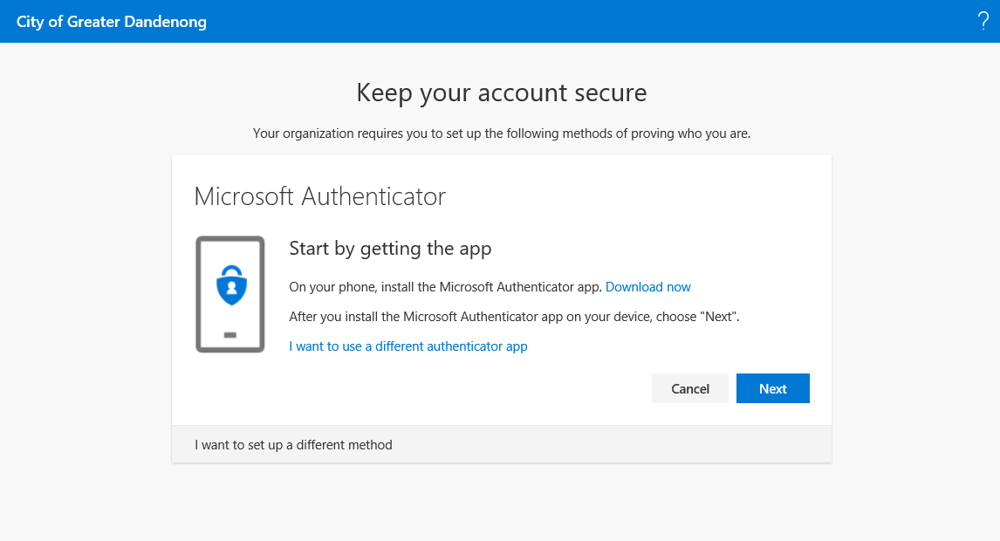 City of Greater Dandenong
?
Keep your account secure
Your organization requires you to set up the following methods of proving who you are.
Microsoft Authenticator
Start by getting the app
On your phone, install the Microsoft Authenticator app. Download now
After you install the Microsoft Authenticator app on your device, choose "Next".
I want to use a different authenticator app
Cancel Next
I want to set up a different method